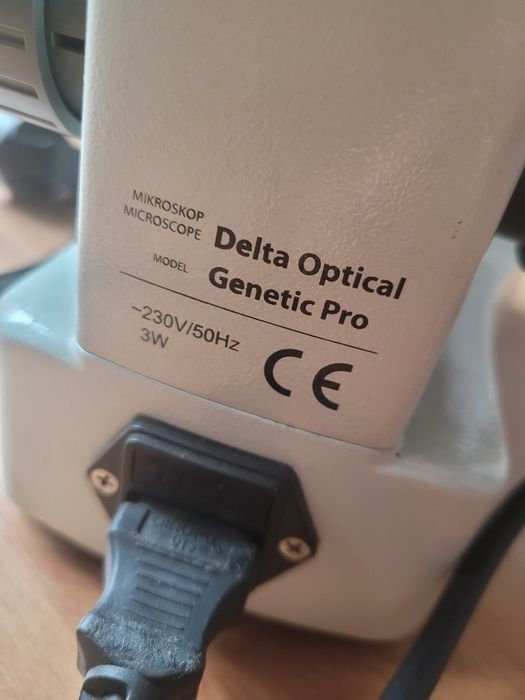 MIKROSKOP
MICROSCOPE Delta Optical
MODEL Genetic Pro
~230V/50Hz
3W
CE